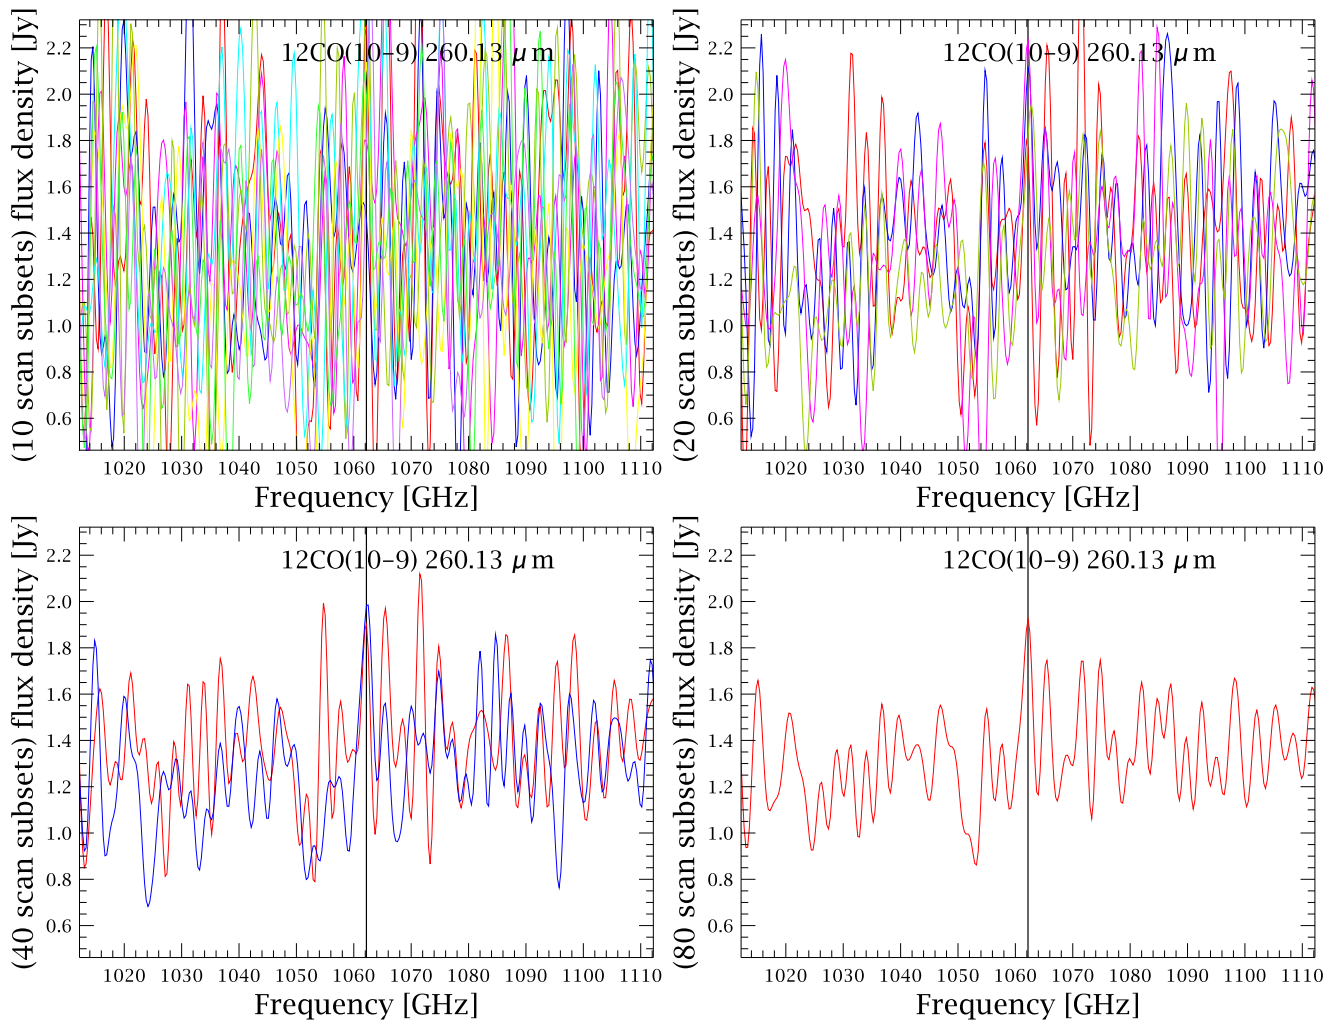 (10 scan subsets) flux density [Jy]
12CO(10−9) 260.13 μm
2.2
2.0
1.8
1.6
1.4
1.2
1.0
0.8
0.6
1020 1030 1040 1050 1060 1070 1080 1090 1100 1110
Frequency [GHz]
(20 scan subsets) flux density [Jy]
12CO(10−9) 260.13 μm
2.2
2.0
1.8
1.6
1.4
1.2
1.0
0.8
0.6
1020 1030 1040 1050 1060 1070 1080 1090 1100 1110
Frequency [GHz]
(40 scan subsets) flux density [Jy]
12CO(10−9) 260.13 μm
2.2
2.0
1.8
1.6
1.4
1.2
1.0
0.8
0.6
1020 1030 1040 1050 1060 1070 1080 1090 1100 1110
Frequency [GHz]
(80 scan subsets) flux density [Jy]
12CO(10−9) 260.13 μm
2.2
2.0
1.8
1.6
1.4
1.2
1.0
0.8
0.6
1020 1030 1040 1050 1060 1070 1080 1090 1100 1110
Frequency [GHz]